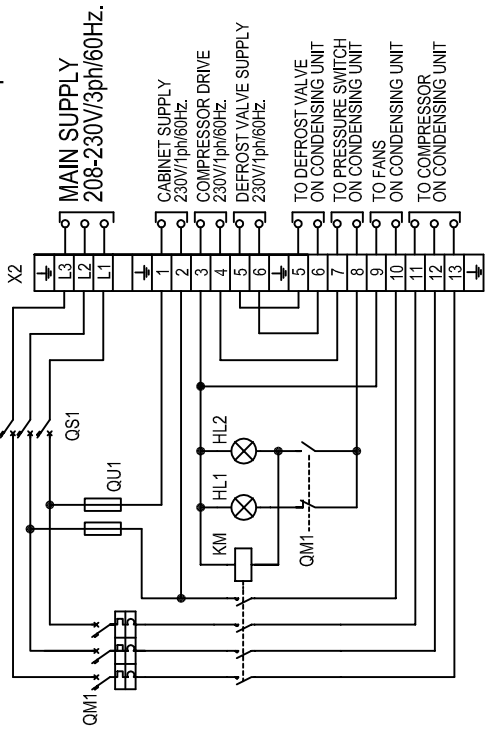 X2
L3
L2
L1
1
2
3
4
5
6
5
6
7
8
9
10
11
12
13
MAIN SUPPLY
208-230V/3ph/60Hz.
CABINET SUPPLY
230V/1ph/60Hz.
COMPRESSOR DRIVE
230V/1ph/60Hz.
DEFROST VALVE SUPPLY
230V/1ph/60Hz.
TO DEFROST VALVE
ON CONDENSING UNIT
TO PRESSURE SWITCH
ON CONDENSING UNIT
TO FANS
ON CONDENSING UNIT
TO COMPRESSOR
ON CONDENSING UNIT
QS1
QU1
HL2
HL1
KM
QM1
QM1